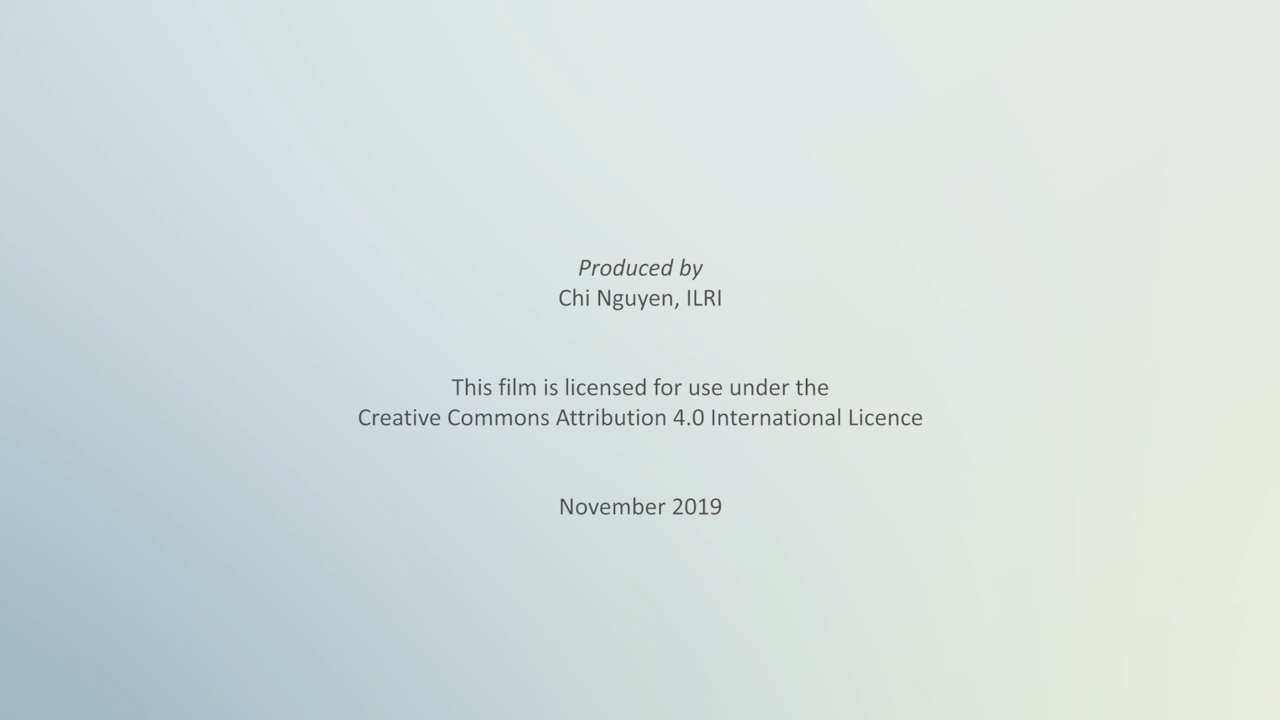 Produced by
Chi Nguyen, ILRI
This film is licensed for use under the
Creative Commons Attribution 4.0 International Licence
November 2019